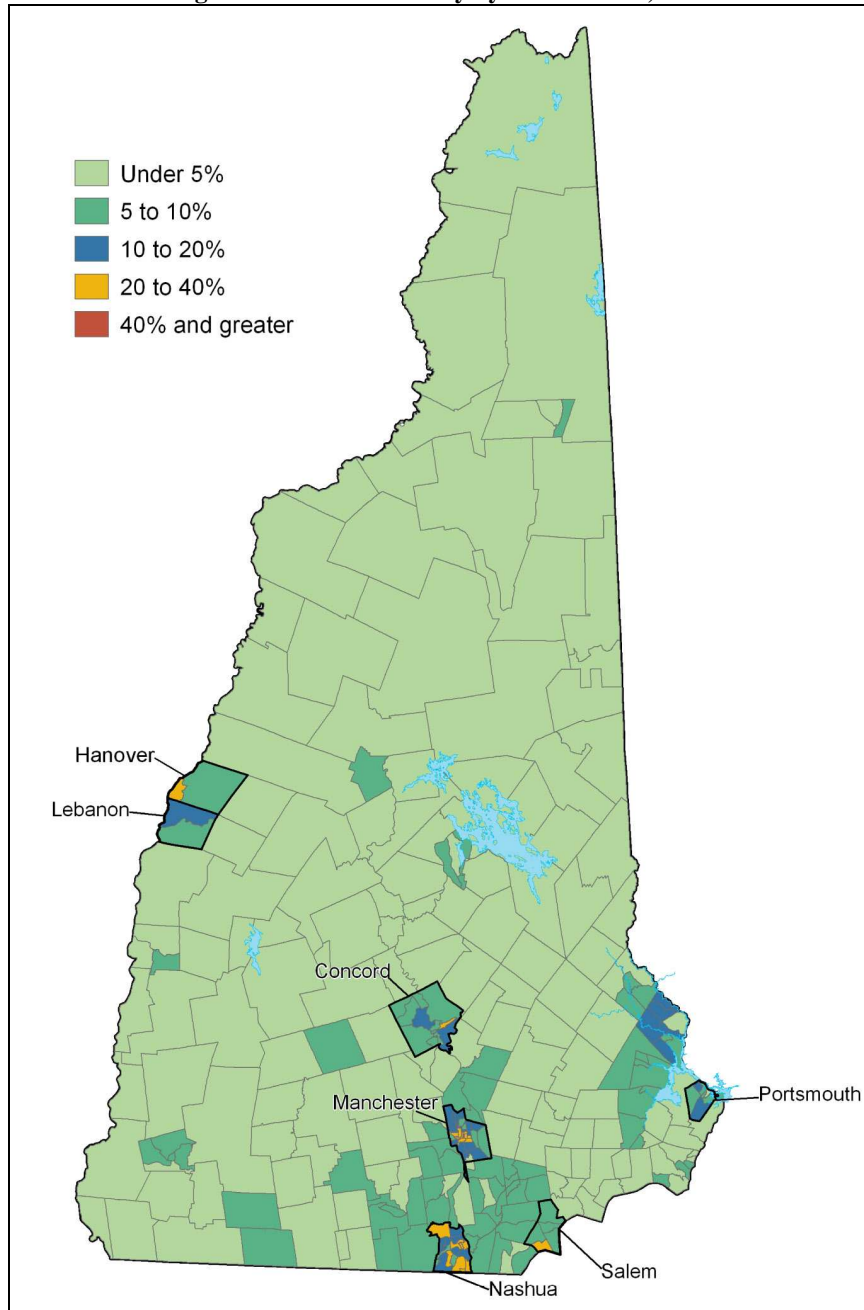 Under 5%
5 to 10%
10 to 20%
20 to 40%
40% and greater
Hanover
Lebanon
Concord
Manchester
Portsmouth
Salem
Nashua